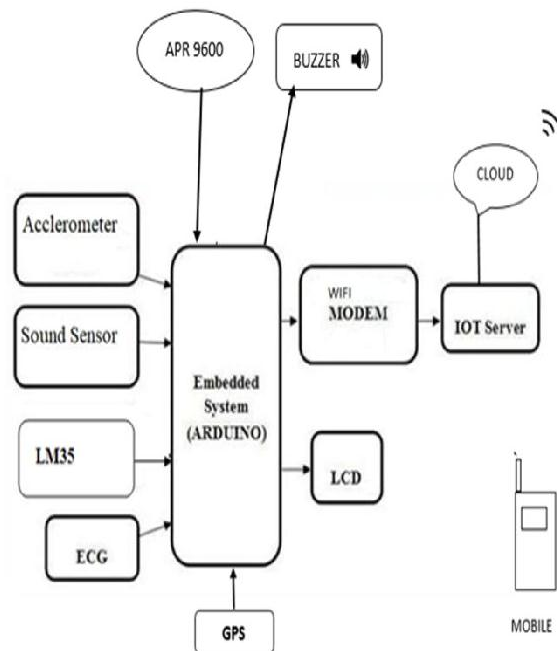 APR 9600
BUZZER
CLOUD
Acclerometer
Sound Sensor
LM35
ECG
Embedded
System
(ARDUINO)
WIFI
MODEM
IOT Server
LCD
GPS
MOBILE